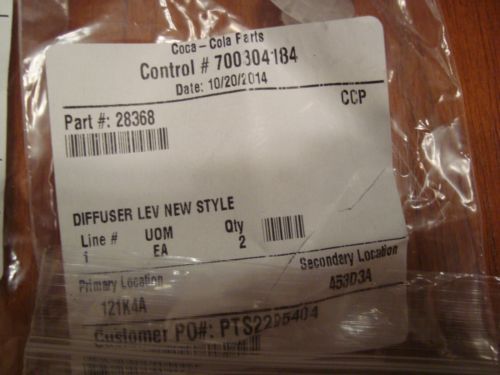 Coca-Cola Parts
Control # 700304184
Date: 10/20/2014
Part #: 28368
CCP
DIFFUSER LEV NEW STYLE
Line # UOM Qty
1 EA 2
Primary Location Secondary Location
121K4A 453D3A
Customer PO#: PTS2295404